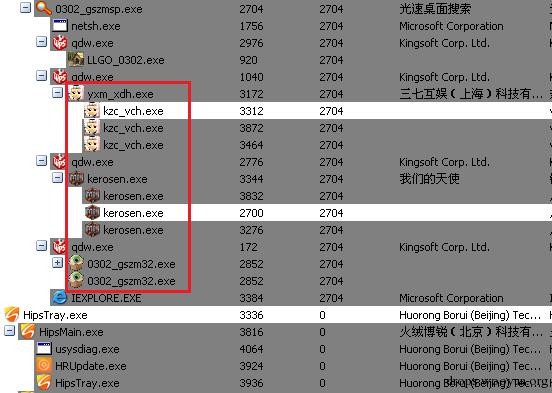 0302_gszmsp.exe 2704 2704 光速桌面搜索
netsh.exe 1756 2704 Microsoft Corporation
qdw.exe 2976 2704 Kingsoft Corp. Ltd.
LLGO_0302.exe 920 2704
qdw.exe 1040 2704 Kingsoft Corp. Ltd.
yxm_xdh.exe 3172 2704 三七互娱（上海）科技有...
kzc_vch.exe 3312 2704
kzc_vch.exe 3872 2704
kzc_vch.exe 3464 2704
qdw.exe 2776 2704 Kingsoft Corp. Ltd.
kerosen.exe 3344 2704 我们的天使
kerosen.exe 3832 2704
kerosen.exe 2700 2704
kerosen.exe 3276 2704
qdw.exe 172 2704 Kingsoft Corp. Ltd.
0302_gszm32.exe 2852 2704
0302_gszm32.exe 2852 2704
IEXPLORE.EXE 3384 2704 Microsoft Corporation
HipsTray.exe 3336 0 Huorong Borui (Beijing) Tec...
HipsMain.exe 3816 0 火绒博锐（北京）科技有...
usysdiag.exe 4064 0 Huorong Borui (Beijing) Tec...
HRUpdate.exe 3924 0 Huorong Borui (Beijing) Tec...
HipsTray.exe 3936 0 Huorong Borui (Beijing) Tec...